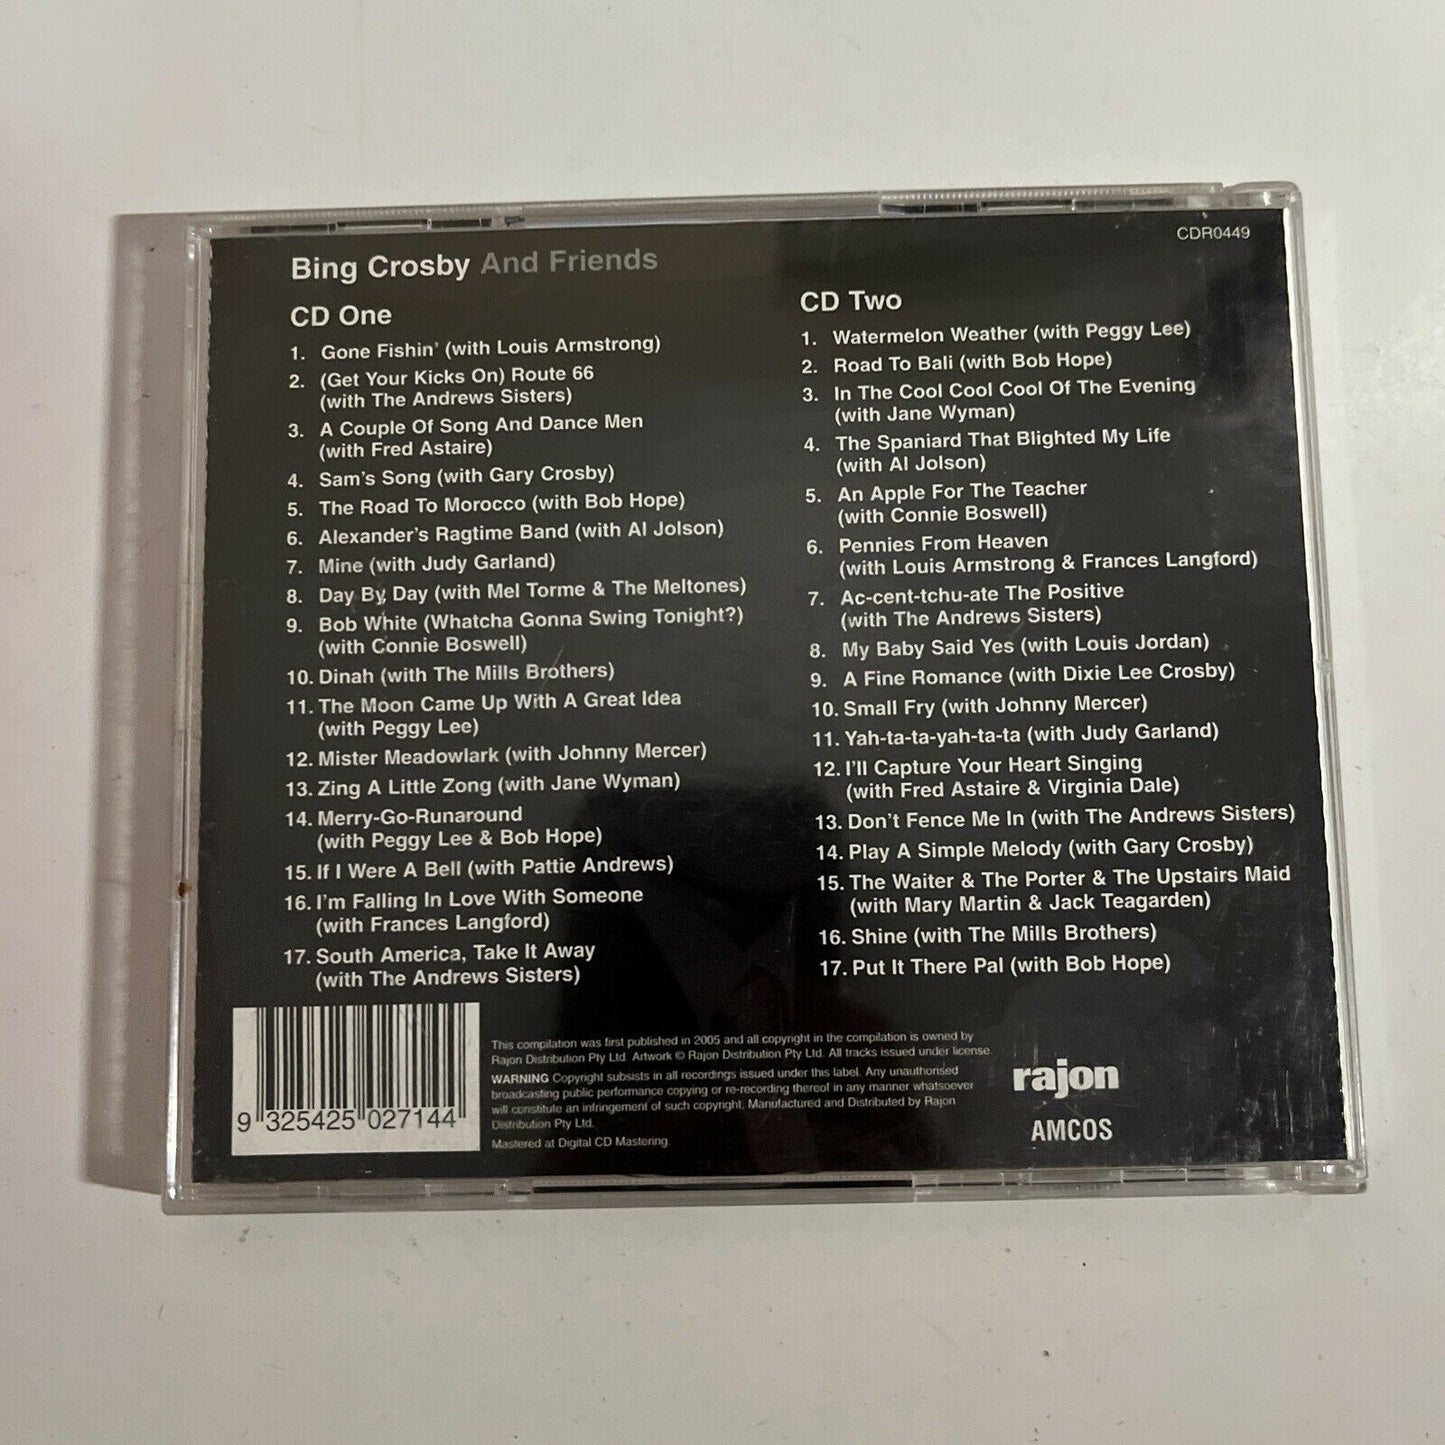 CDR0449
Bing Crosby And Friends
CD One
1. Gone Fishin' (with Louis Armstrong)
2. (Get Your Kicks On) Route 66
(with The Andrews Sisters)
3. A Couple Of Song And Dance Men
(with Fred Astaire)
4. Sam's Song (with Gary Crosby)
5. The Road To Morocco (with Bob Hope)
6. Alexander's Ragtime Band (with Al Jolson)
7. Mine (with Judy Garland)
8. Day By Day (with Mel Torme & The Meltones)
9. Bob White (Whatcha Gonna Swing Tonight?)
(with Connie Boswell)
10. Dinah (with The Mills Brothers)
11. The Moon Came Up With A Great Idea
(with Peggy Lee)
12. Mister Meadowlark (with Johnny Mercer)
13. Zing A Little Zong (with Jane Wyman)
14. Merry-Go-Runaround
(with Peggy Lee & Bob Hope)
15. If I Were A Bell (with Pattie Andrews)
16. I'm Falling In Love With Someone
(with Frances Langford)
17. South America, Take It Away
(with The Andrews Sisters)
CD Two
1. Watermelon Weather (with Peggy Lee)
2. Road To Bali (with Bob Hope)
3. In The Cool Cool Cool Of The Evening
(with Jane Wyman)
4. The Spaniard That Blighted My Life
(with Al Jolson)
5. An Apple For The Teacher
(with Connie Boswell)
6. Pennies From Heaven
(with Louis Armstrong & Frances Langford)
7. Ac-cent-tchu-ate The Positive
(with The Andrews Sisters)
8. My Baby Said Yes (with Louis Jordan)
9. A Fine Romance (with Dixie Lee Crosby)
10. Small Fry (with Johnny Mercer)
11. Yah-ta-ta-yah-ta-ta (with Judy Garland)
12. I'll Capture Your Heart Singing
(with Fred Astaire & Virginia Dale)
13. Don't Fence Me In (with The Andrews Sisters)
14. Play A Simple Melody (with Gary Crosby)
15. The Waiter & The Porter & The Upstairs Maid
(with Mary Martin & Jack Teagarden)
16. Shine (with The Mills Brothers)
17. Put It There Pal (with Bob Hope)
9 325425 027144
This compilation was first published in 2005 and all copyright in the compilation is owned by
Rajon Distribution Pty Ltd. Artwork © Rajon Distribution Pty Ltd. All tracks issued under license.
WARNING Copyright subsists in all recordings issued under this label. Any unauthorised
broadcasting public performance copying or re-recording thereof in any manner whatsoever
will constitute an infringement of such copyright. Manufactured and Distributed by Rajon
Distribution Pty Ltd.
Mastered at Digital CD Mastering.
rajon
AMCOS